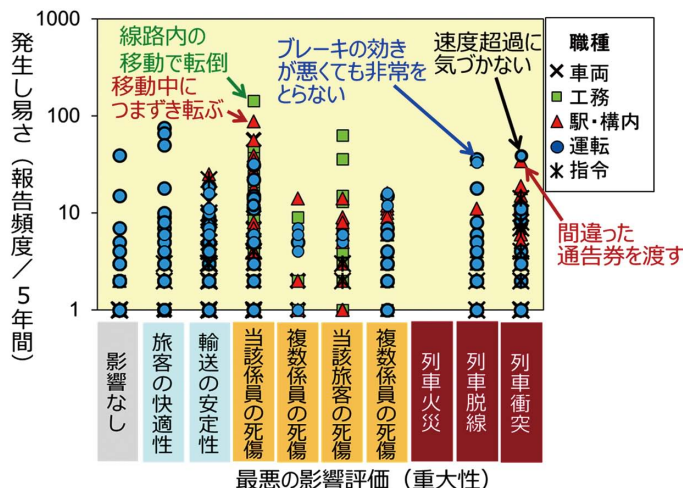 1000
100
10
1
発生し易さ（報告頻度／５年間）
線路内の
移動で転倒
移動中に
つまずき転ぶ
ブレーキの効き
が悪くても非常を
とらない
速度超過に
気づかない
間違った
通告券を渡す
職種
車両
工務
駅・構内
運転
指令
影響なし
旅客の快適性
輸送の安定性
当該係員の死傷
複数係員の死傷
当該旅客の死傷
複数係員の死傷
列車火災
列車脱線
列車衝突
最悪の影響評価（重大性）